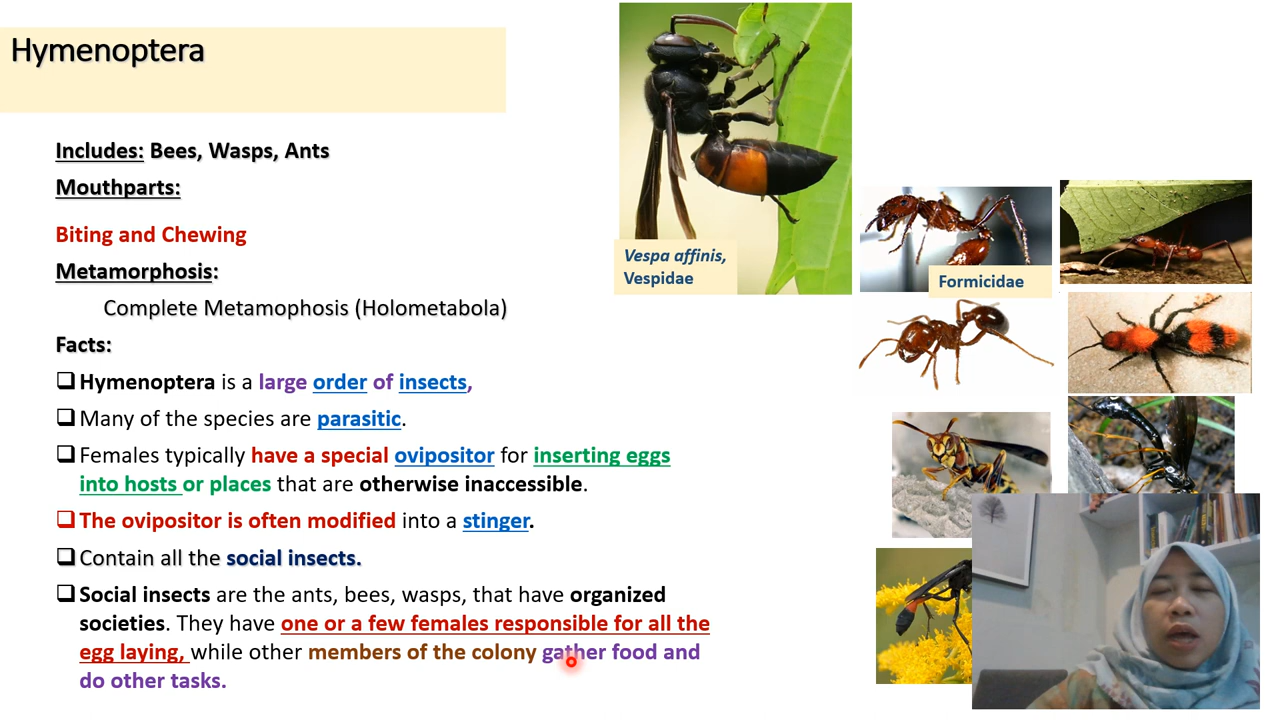 Hymenoptera
Includes: Bees, Wasps, Ants
Mouthparts:
Biting and Chewing
Metamorphosis:
Complete Metamophosis (Holometabola)
Facts:
Hymenoptera is a large order of insects,
Many of the species are parasitic.
Females typically have a special ovipositor for inserting eggs
into hosts or places that are otherwise inaccessible.
The ovipositor is often modified into a stinger.
Contain all the social insects.
Social insects are the ants, bees, wasps, that have organized
societies. They have one or a few females responsible for all the
egg laying, while other members of the colony gather food and
do other tasks.
Vespa affinis,
Vespidae
Formicidae